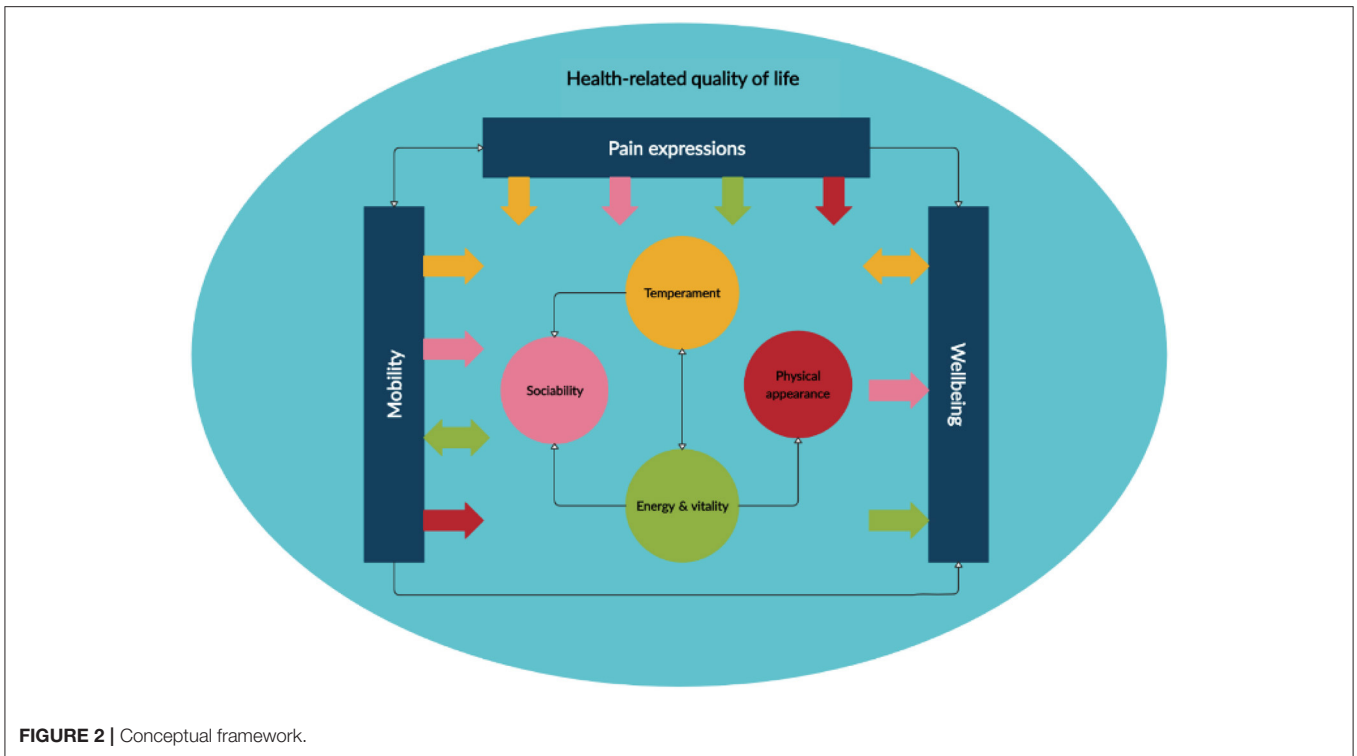 Health-related quality of life
Pain expressions
Mobility
Temperament
Sociability
Physical
appearance
Wellbeing
Energy & vitality
FIGURE 2 | Conceptual framework.